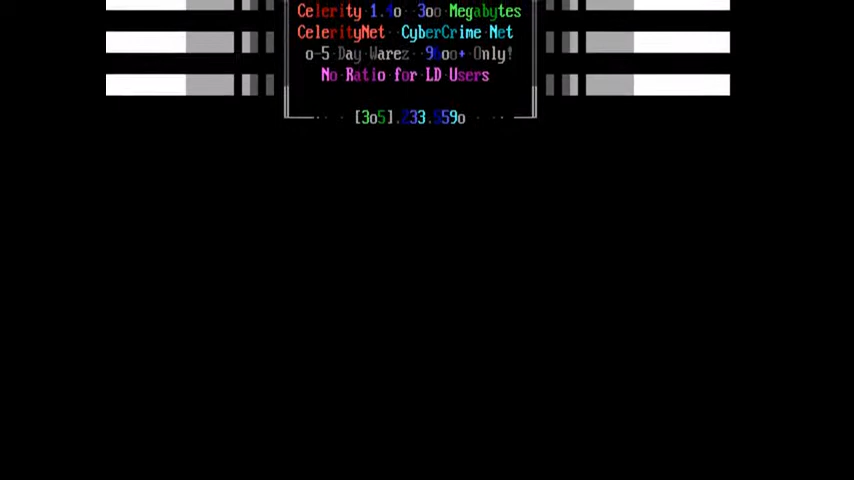 Celerity 1.4o · 3oo Megabytes
CelerityNet · CyberCrime Net
o-5 Day Warez · 96oo+ Only!
No Ratio for LD Users
[3o5].233.559o